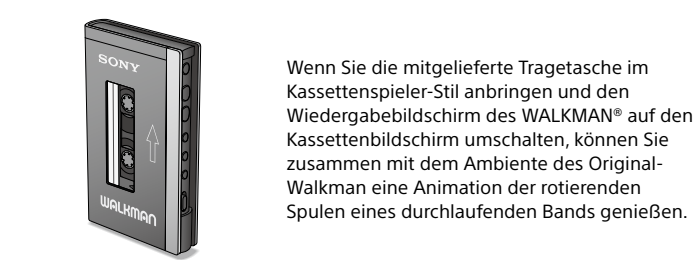 SONY
WALKMAN
Wenn Sie die mitgelieferte Tragetasche im
Kassettenspieler-Stil anbringen und den
Wiedergabebildschirm des WALKMAN® auf den
Kassettenbildschirm umschalten, können Sie
zusammen mit dem Ambiente des Original-
Walkman eine Animation der rotierenden
Spulen eines durchlaufenden Bands genießen.